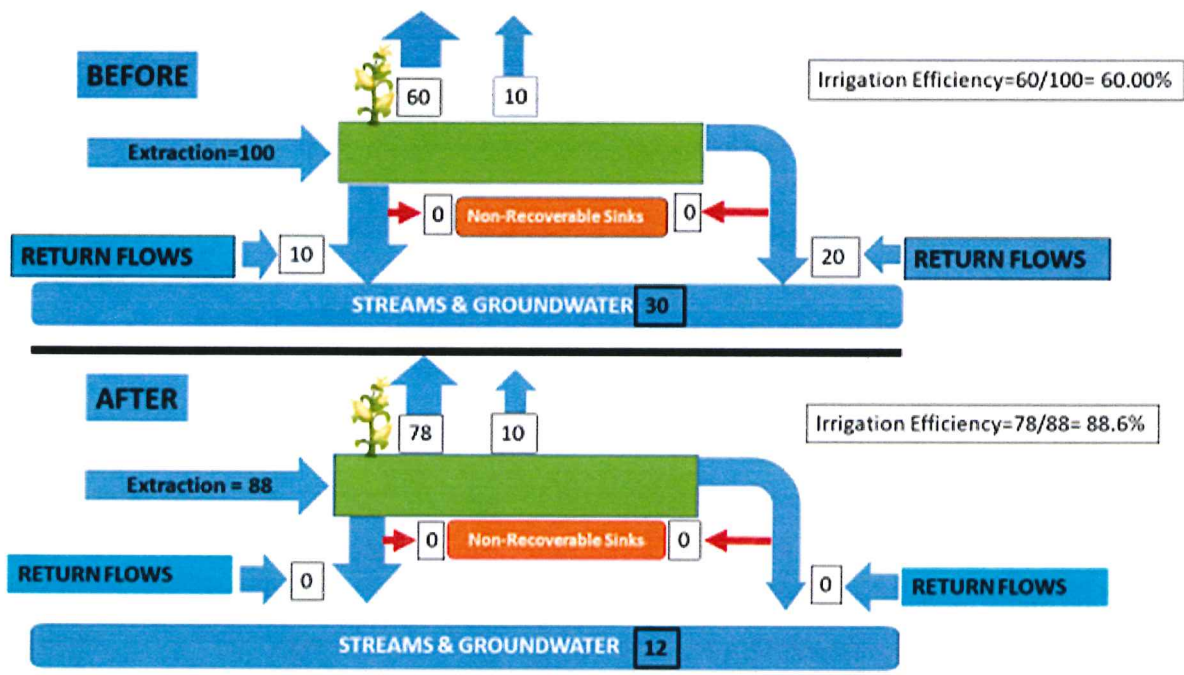 BEFORE
60
10
Irrigation Efficiency=60/100= 60.00%
Extraction=100
0
Non-Recoverable Sinks
0
RETURN FLOWS
10
20
RETURN FLOWS
STREAMS & GROUNDWATER 30
AFTER
78
10
Irrigation Efficiency=78/88= 88.6%
Extraction = 88
0
Non-Recoverable Sinks
0
RETURN FLOWS
0
0
RETURN FLOWS
STREAMS & GROUNDWATER 12